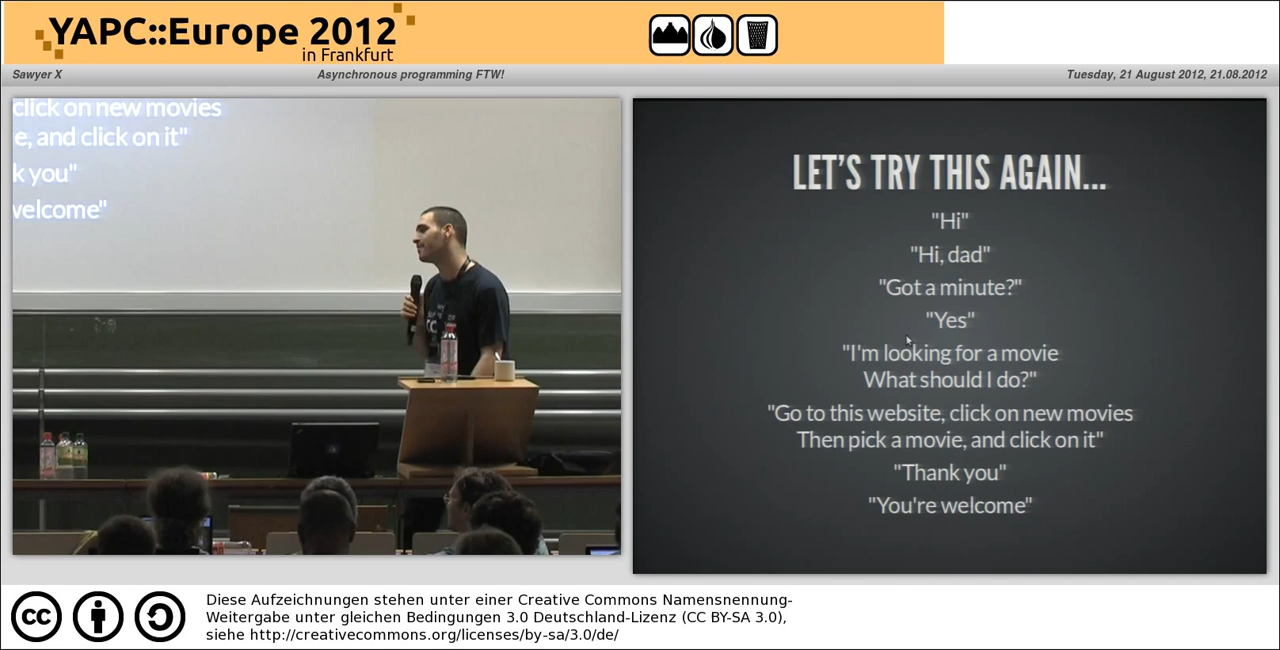 YAPC::Europe 2012
in Frankfurt
Sawyer X
Asynchronous programming FTW!
Tuesday, 21 August 2012, 21.08.2012
click on new movies
e, and click on it"
k you"
welcome"
LET'S TRY THIS AGAIN...
"Hi"
"Hi, dad"
"Got a minute?"
"Yes"
"I'm looking for a movie
What should I do?"
"Go to this website, click on new movies
Then pick a movie, and click on it"
"Thank you"
"You're welcome"
cc
Diese Aufzeichnungen stehen unter einer Creative Commons Namensnennung-
Weitergabe unter gleichen Bedingungen 3.0 Deutschland-Lizenz (CC BY-SA 3.0),
siehe http://creativecommons.org/licenses/by-sa/3.0/de/